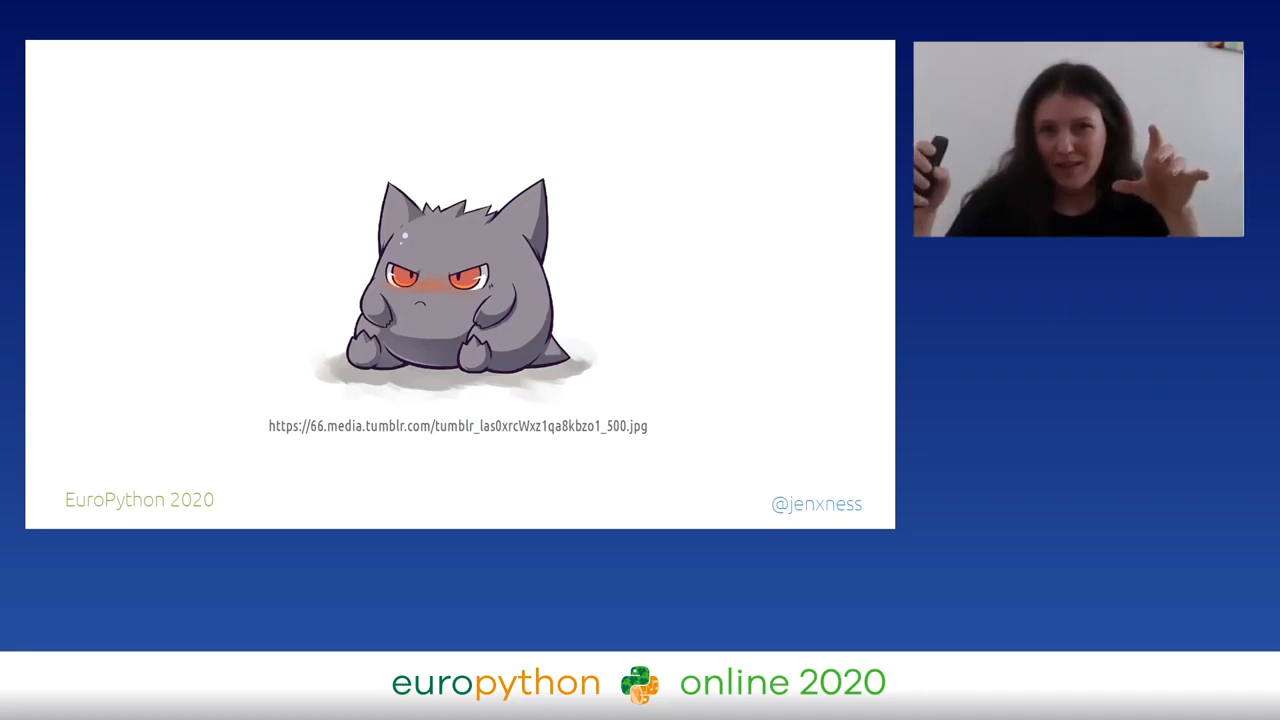 https://66.media.tumblr.com/tumblr_las0xrcWxz1qa8kbzo1_500.jpg
EuroPython 2020
@jenxness
europython online 2020